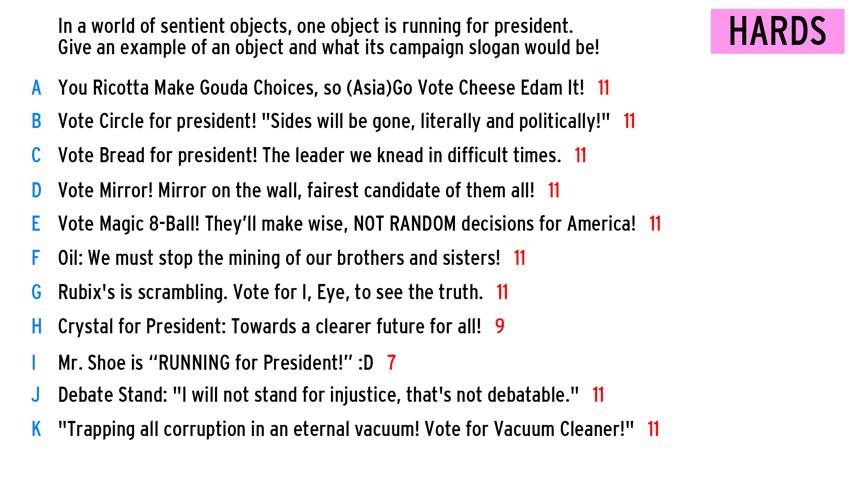 In a world of sentient objects, one object is running for president.
Give an example of an object and what its campaign slogan would be!
HARDS
A You Ricotta Make Gouda Choices, so (Asia)Go Vote Cheese Edam It! 11
B Vote Circle for president! "Sides will be gone, literally and politically!" 11
C Vote Bread for president! The leader we knead in difficult times. 11
D Vote Mirror! Mirror on the wall, fairest candidate of them all! 11
E Vote Magic 8-Ball! They’ll make wise, NOT RANDOM decisions for America! 11
F Oil: We must stop the mining of our brothers and sisters! 11
G Rubix's is scrambling. Vote for I, Eye, to see the truth. 11
H Crystal for President: Towards a clearer future for all! 9
I Mr. Shoe is “RUNNING for President!” :D 7
J Debate Stand: "I will not stand for injustice, that's not debatable." 11
K "Trapping all corruption in an eternal vacuum! Vote for Vacuum Cleaner!" 11